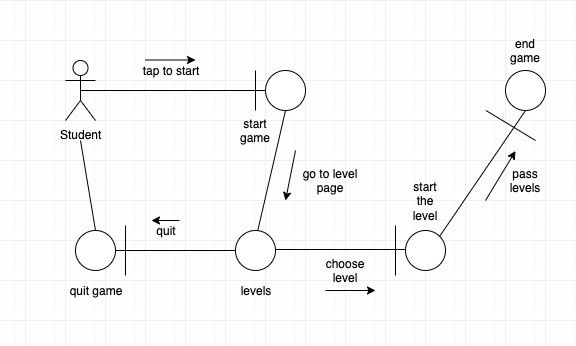 end
game
tap to start
Student
start
game
go to level
page
pass
levels
start
the
level
quit
choose
level
quit game
levels